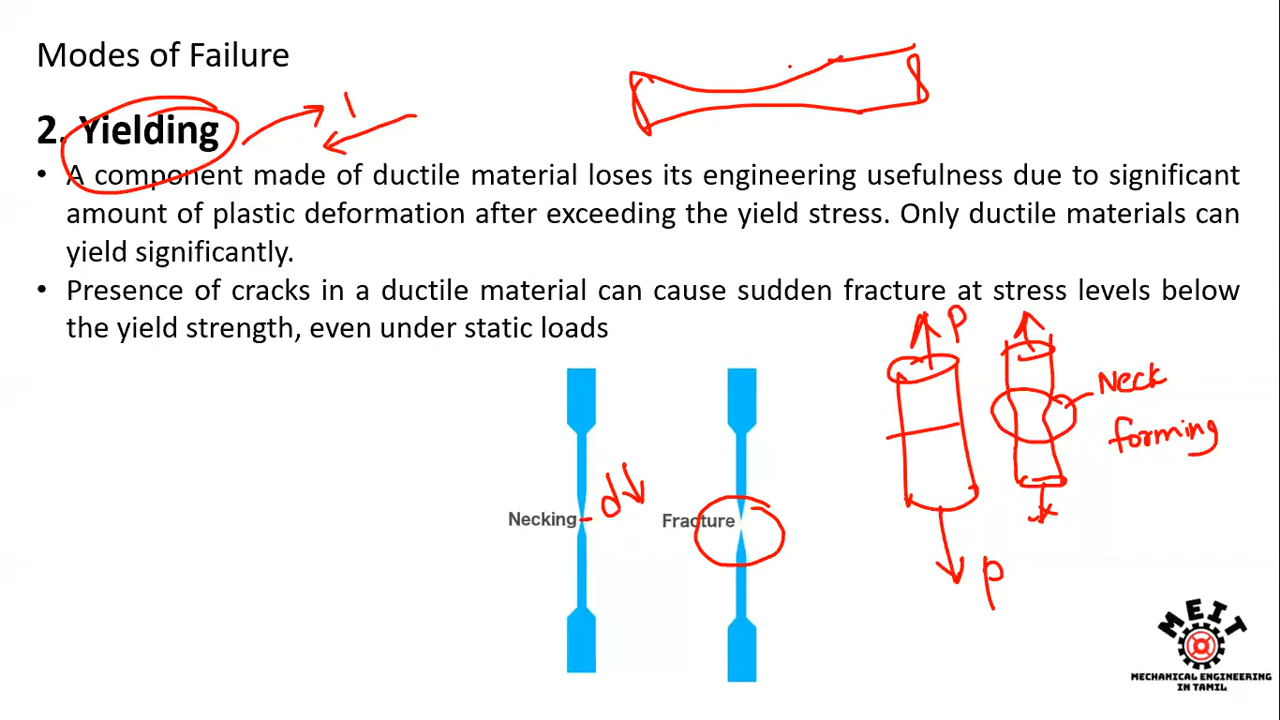 Modes of Failure
2. Yielding
• A component made of ductile material loses its engineering usefulness due to significant
amount of plastic deformation after exceeding the yield stress. Only ductile materials can
yield significantly.
• Presence of cracks in a ductile material can cause sudden fracture at stress levels below
the yield strength, even under static loads
P
Neck
forming
d↓
Necking
Fracture
P
MEIT
MECHANICAL ENGINEERING
IN TAMIL